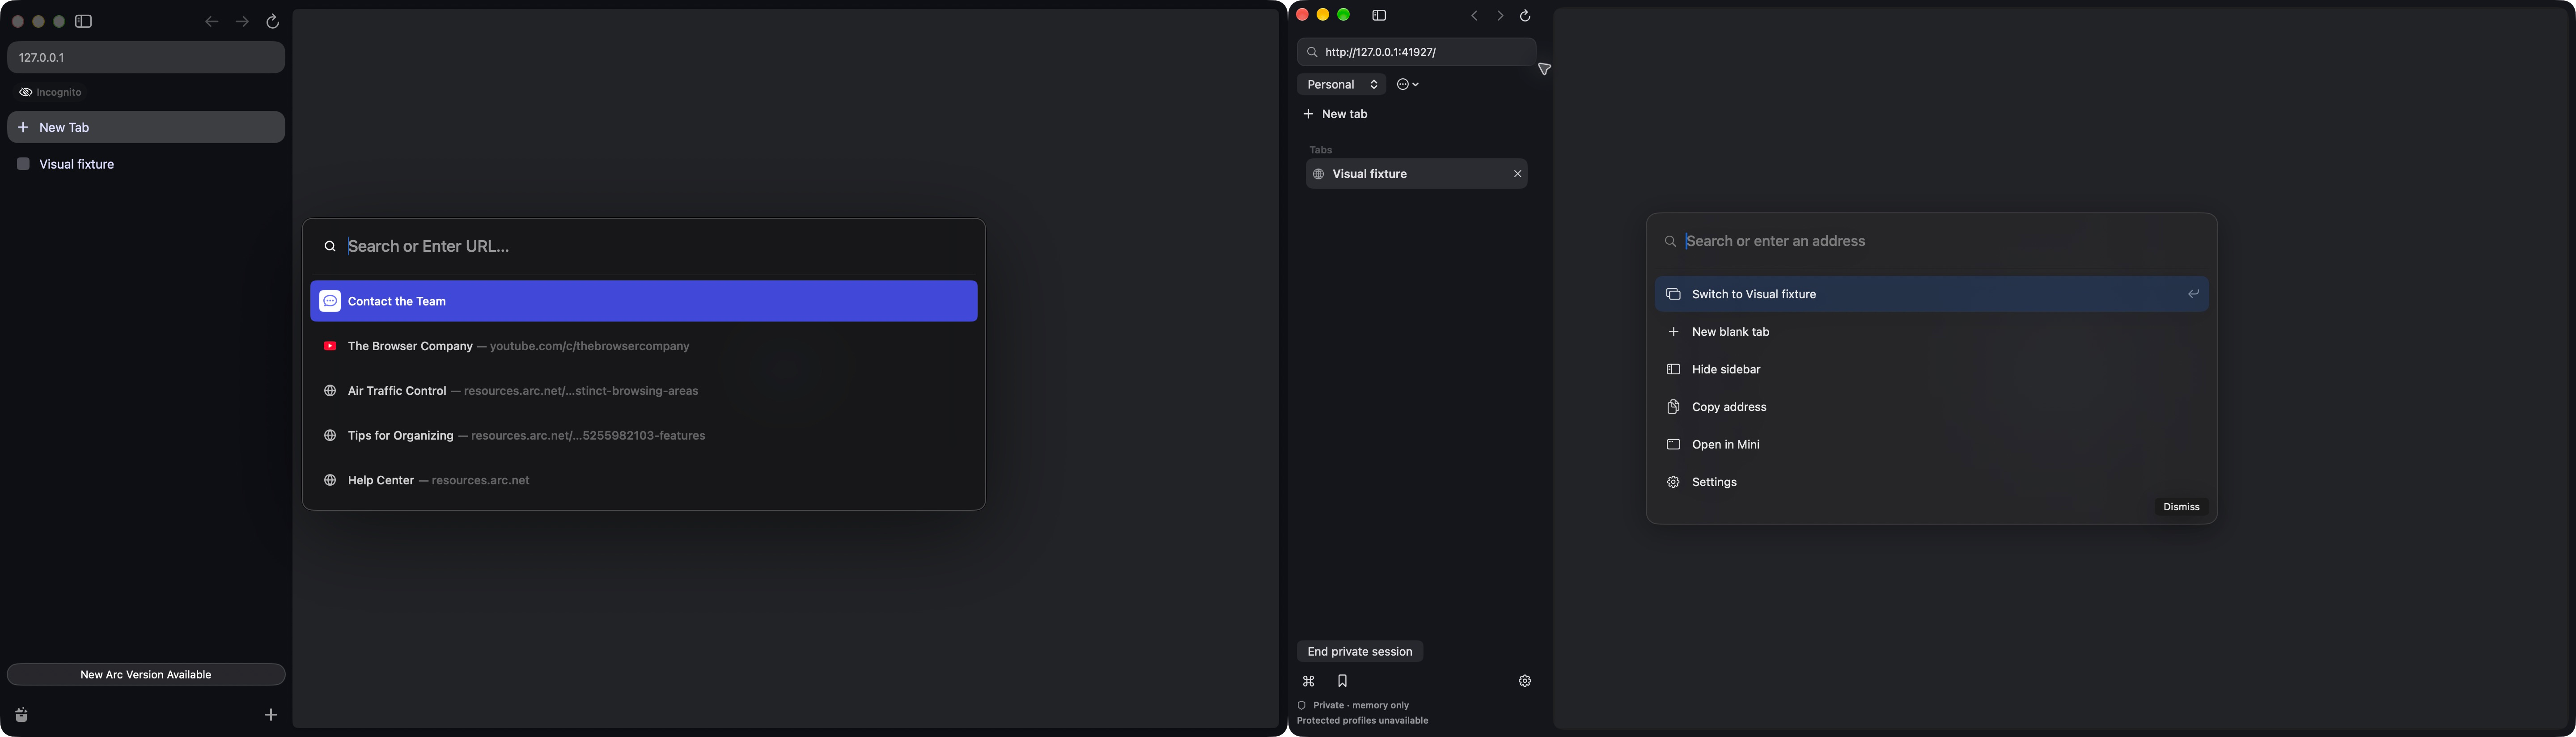 127.0.0.1
Incognito
New Tab
Visual fixture
Search or Enter URL...
Contact the Team
The Browser Company — youtube.com/c/thebrowsercompany
Air Traffic Control — resources.arc.net/...stinct-browsing-areas
Tips for Organizing — resources.arc.net/...5255982103-features
Help Center — resources.arc.net
New Arc Version Available
http://127.0.0.1:41927/
Personal
New tab
Tabs
Visual fixture
Search or enter an address
Switch to Visual fixture
New blank tab
Hide sidebar
Copy address
Open in Mini
Settings
Dismiss
End private session
Private · memory only
Protected profiles unavailable